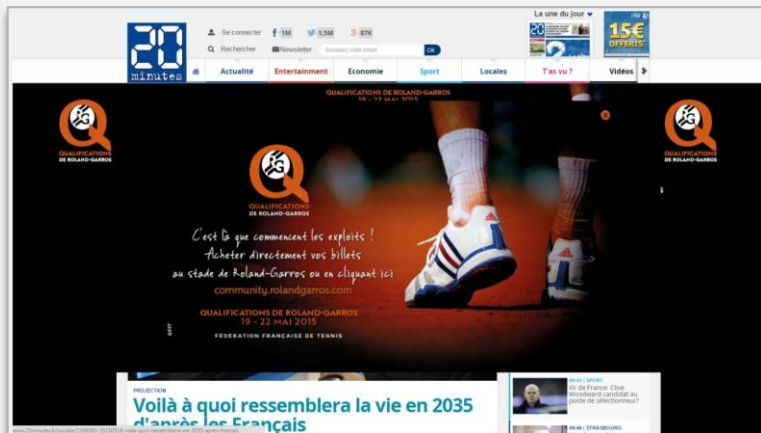 La une du jour
20
minutes
Se connecter
1M
1,5M
87K
Rechercher
Newsletter
OK
15€
OFFERTS
Actualité
Entertainment
Economie
Sport
Locales
T'as vu ?
Vidéos
QUALIFICATIONS DE ROLAND-GARROS
19 - 22 MAI 2015
QUALIFICATIONS
DE ROLAND-GARROS
QUALIFICATIONS
DE ROLAND-GARROS
QUALIFICATIONS
DE ROLAND-GARROS
C'est là que commencent les exploits !
Acheter directement vos billets
au stade de Roland-Garros ou en cliquant ici
community.rolandgarros.com
QUALIFICATIONS DE ROLAND-GARROS
19 - 22 MAI 2015
FEDERATION FRANÇAISE DE TENNIS
PROJECTION
Voilà à quoi ressemblera la vie en 2035
d'après les Français
SPORT
XV de France: Clive
Woodward candidat au
poste de sélectionneur?
STRASBOURG